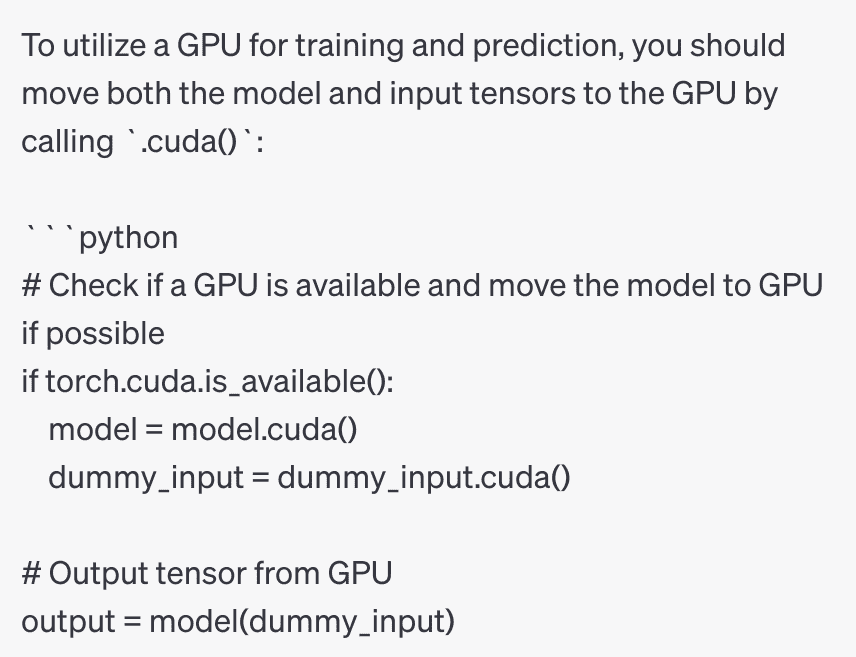 To utilize a GPU for training and prediction, you should
move both the model and input tensors to the GPU by
calling `.cuda()`:
```python
# Check if a GPU is available and move the model to GPU
if possible
if torch.cuda.is_available():
    model = model.cuda()
    dummy_input = dummy_input.cuda()
# Output tensor from GPU
output = model(dummy_input)